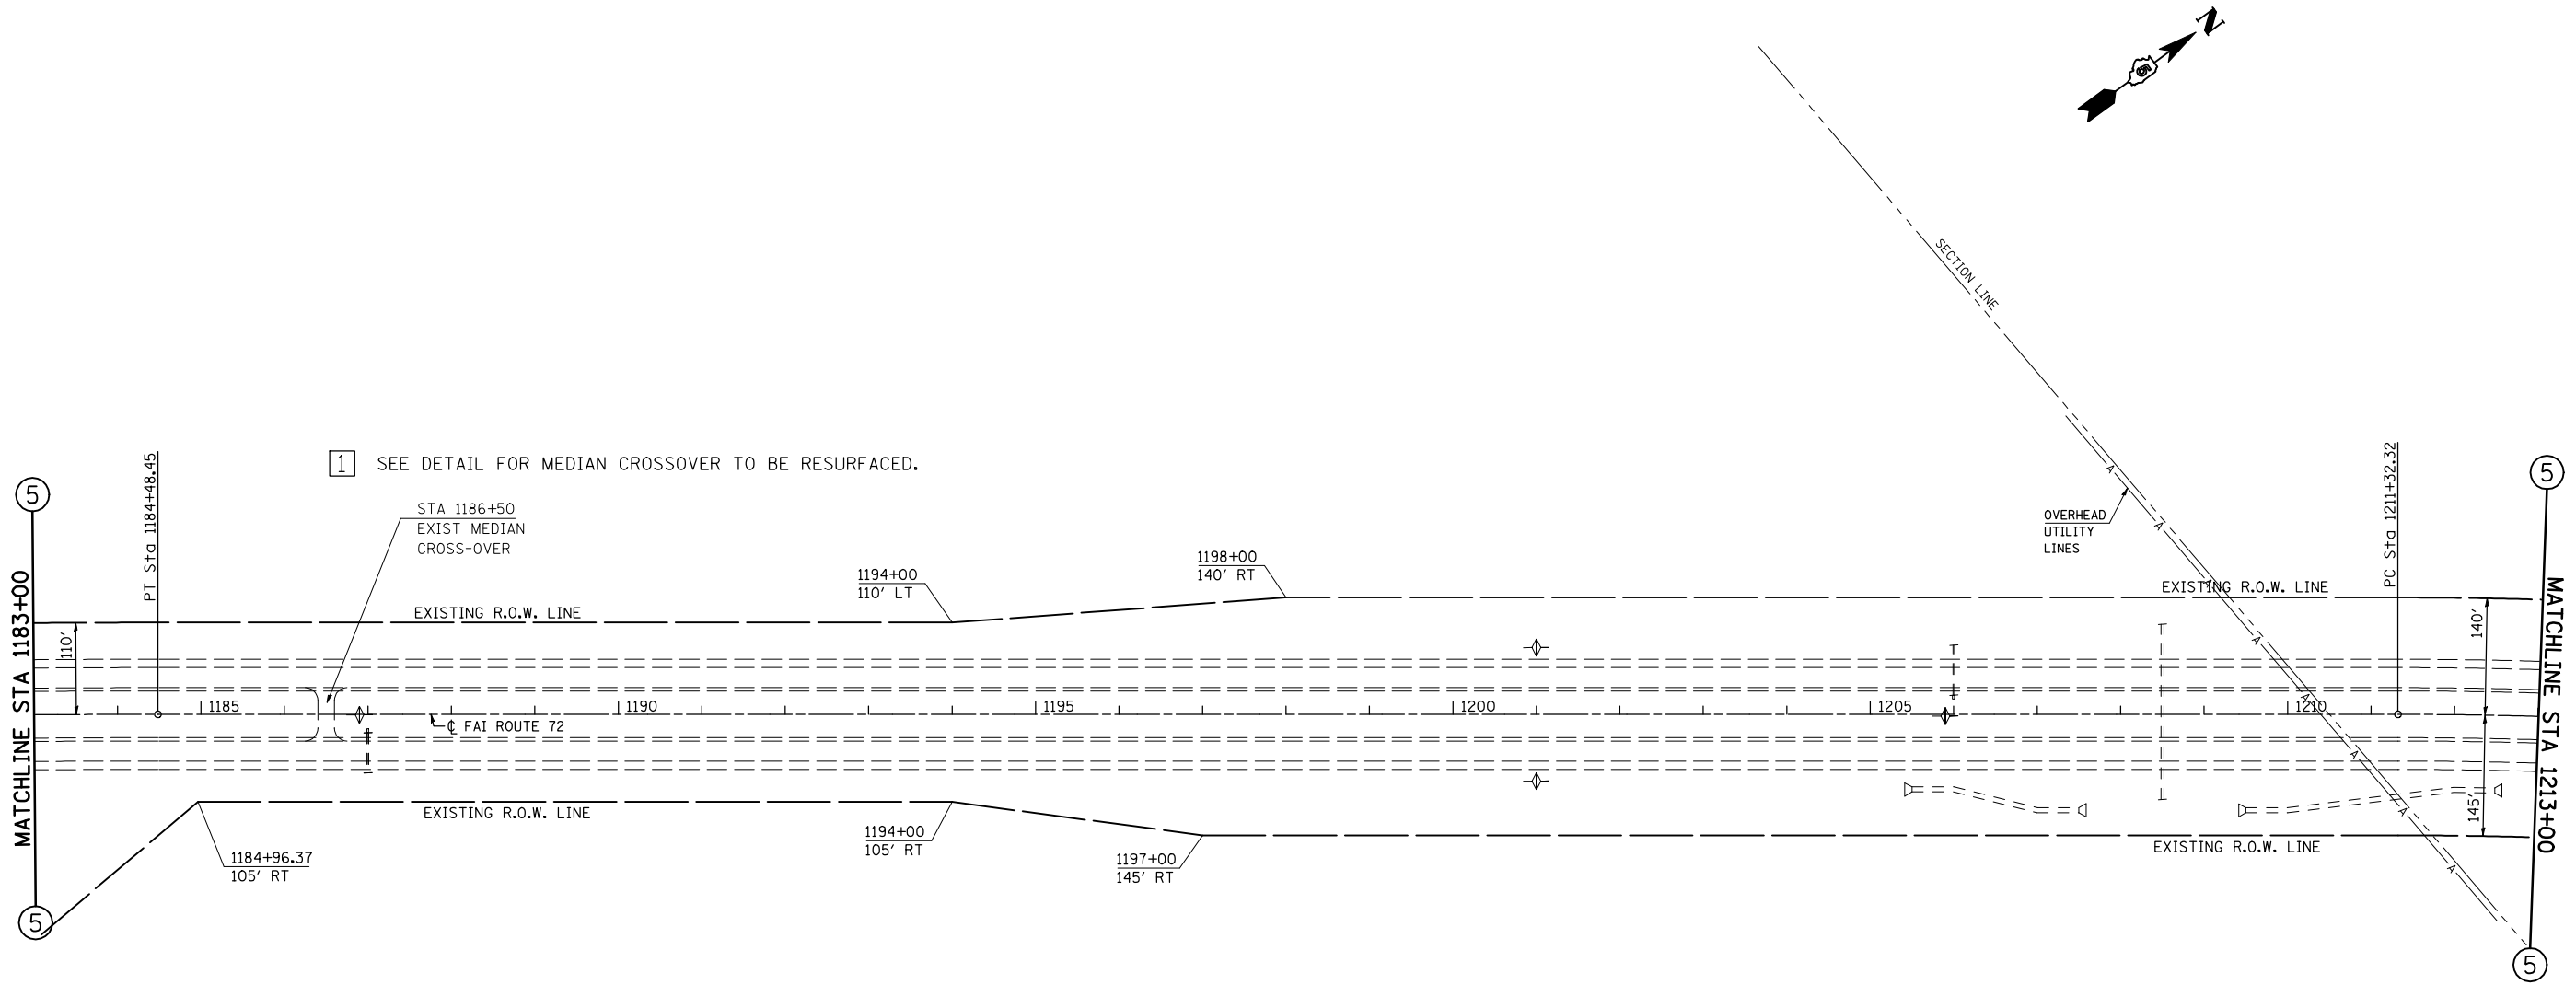 N
5
SECTION LINE
1 SEE DETAIL FOR MEDIAN CROSSOVER TO BE RESURFACED.
5
5
PT Sta 1184+48.45
PC Sta 1211+32.32
STA 1186+50
EXIST MEDIAN
CROSS-OVER
OVERHEAD
UTILITY
LINES
1194+00
110' LT
1198+00
140' RT
EXISTING R.O.W. LINE
EXISTING R.O.W. LINE
MATCHLINE STA 1183+00
MATCHLINE STA 1213+00
110'
140'
145'
1185
1190
1195
1200
1205
1210
℄ FAI ROUTE 72
A
A
A
A
A
A
A
A
EXISTING R.O.W. LINE
EXISTING R.O.W. LINE
1184+96.37
105' RT
1194+00
105' RT
1197+00
145' RT
5
5